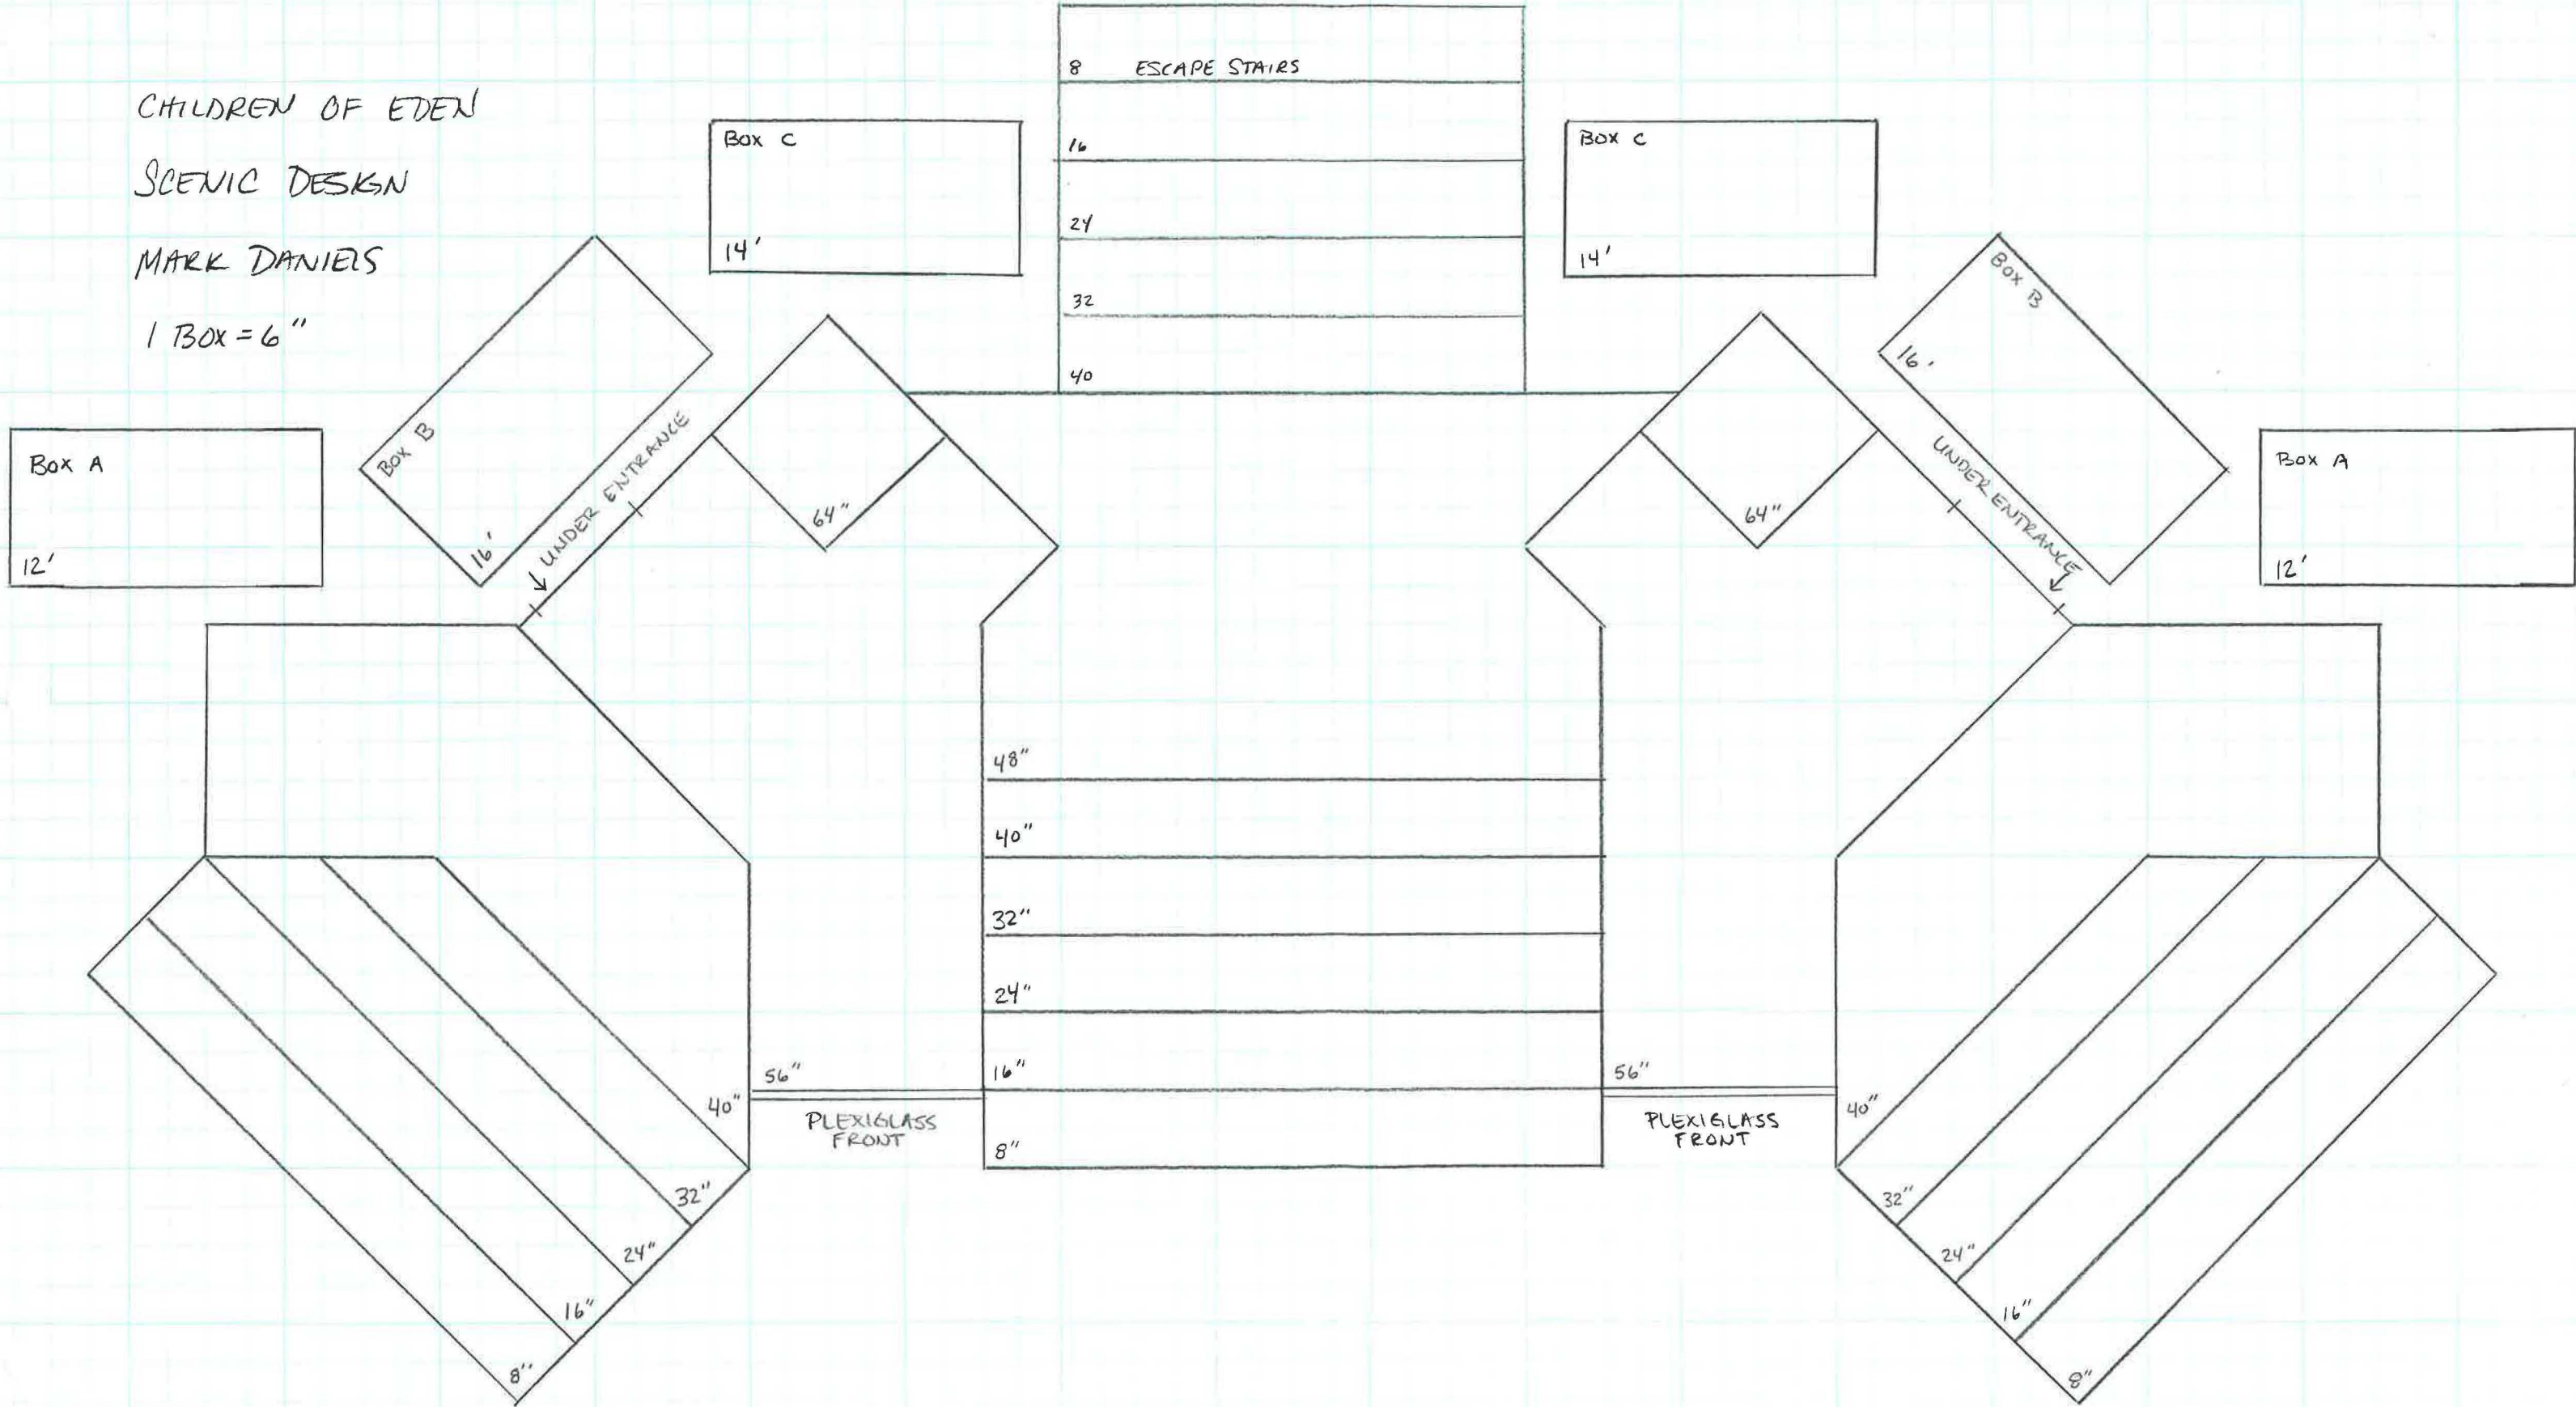 CHILDREN OF EDEN
SCENIC DESIGN
MARK DANIELS
1 BOX = 6"
8 ESCAPE STAIRS
16
24
32
40
BOX C
14'
BOX C
14'
BOX A
12'
BOX B
16'
UNDER ENTRANCE
64"
64"
BOX B
16'
UNDER ENTRANCE
BOX A
12'
48"
40"
32"
24"
16"
8"
56"
PLEXIGLASS
FRONT
56"
PLEXIGLASS
FRONT
40"
32"
24"
16"
8"
40"
32"
24"
16"
8"